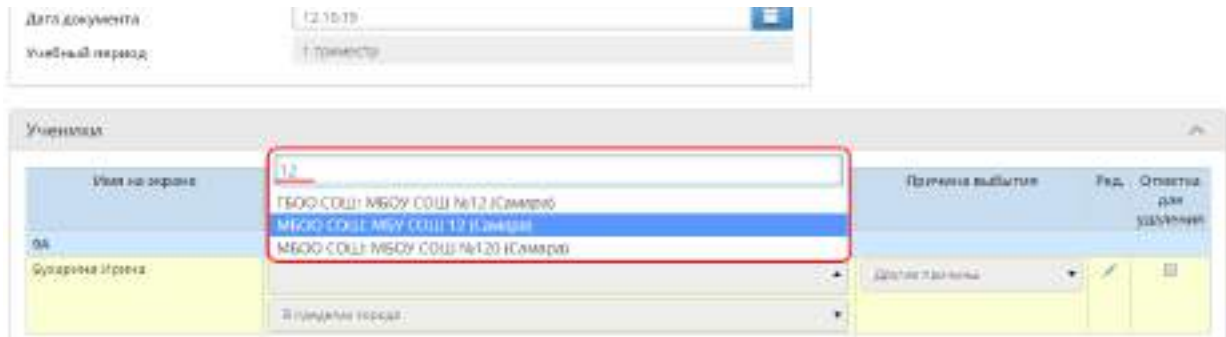 Дата документа
12.10.19
Учебный период
1 триместр
Ученики
Имя на экране
12
Причина выбытия
Ред.
Отметка для удаления
ГБОО СОШ: МБОУ СОШ №12 (Самара)
МБОО СОШ: МБУ СОШ 12 (Самара)
МБОО СОШ: МБОУ СОШ №120 (Самара)
9А
Бухарина Ирина
Другие причины
В пределах города